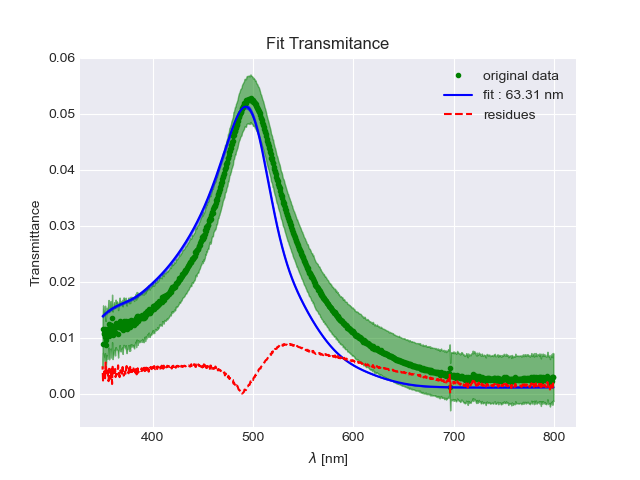 Fit Transmitance
0.06
0.05
0.04
0.03
0.02
0.01
0.00
Transmittance
original data
fit : 63.31 nm
residues
400 500 600 700 800
λ [nm]